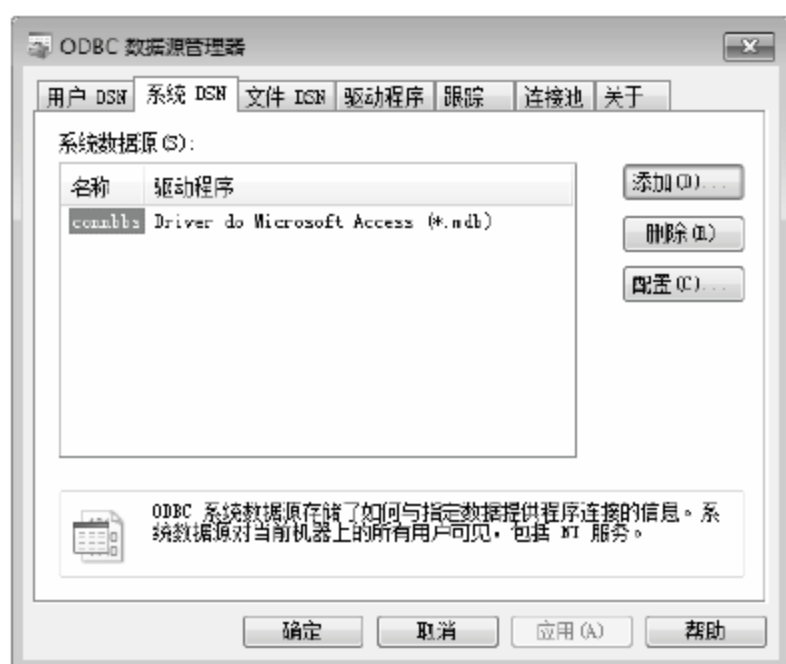 ODBC 数据源管理器
用户 DSN 系统 DSN 文件 DSN 驱动程序 跟踪 连接池 关于
系统数据源(S):
名称 驱动程序
connbbs Driver do Microsoft Access (*.mdb)
添加(D)...
删除(R)
配置(C)...
ODBC 系统数据源存储了如何与指定数据提供程序连接的信息。系
统数据源对当前机器上的所有用户可见，包括 NT 服务。
确定 取消 应用(A) 帮助